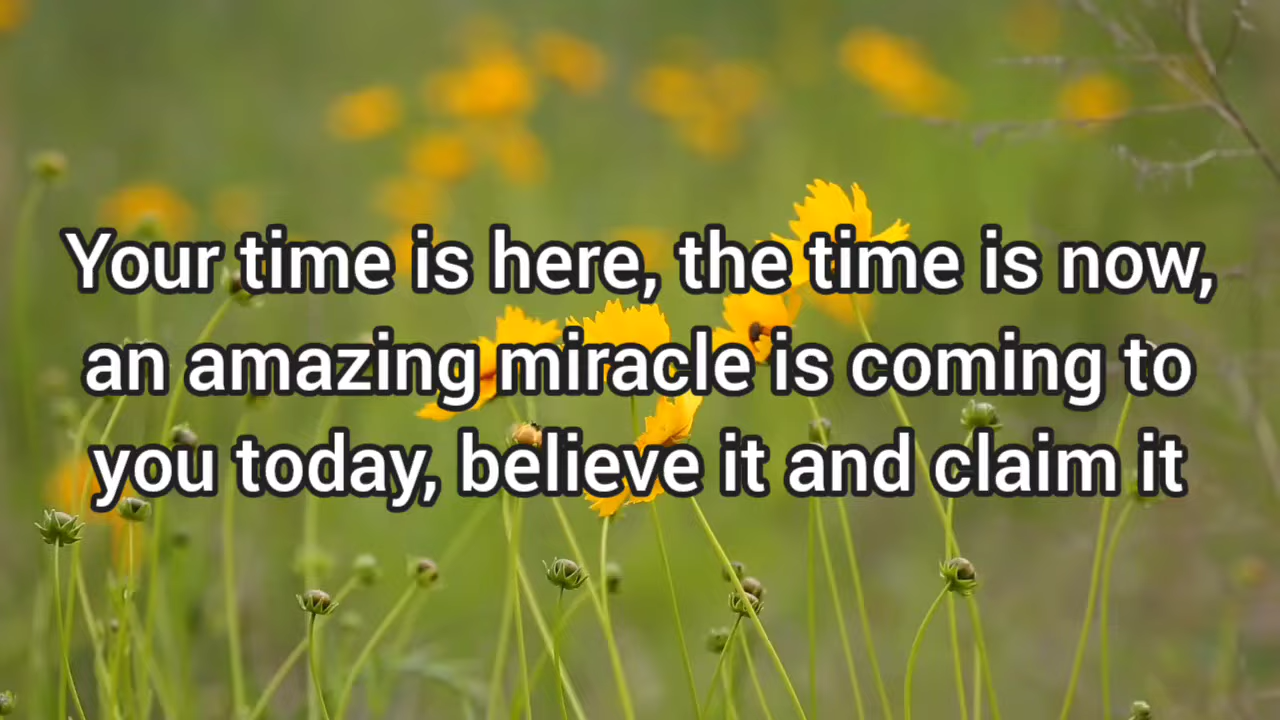 Your time is here, the time is now,
an amazing miracle is coming to
you today, believe it and claim it